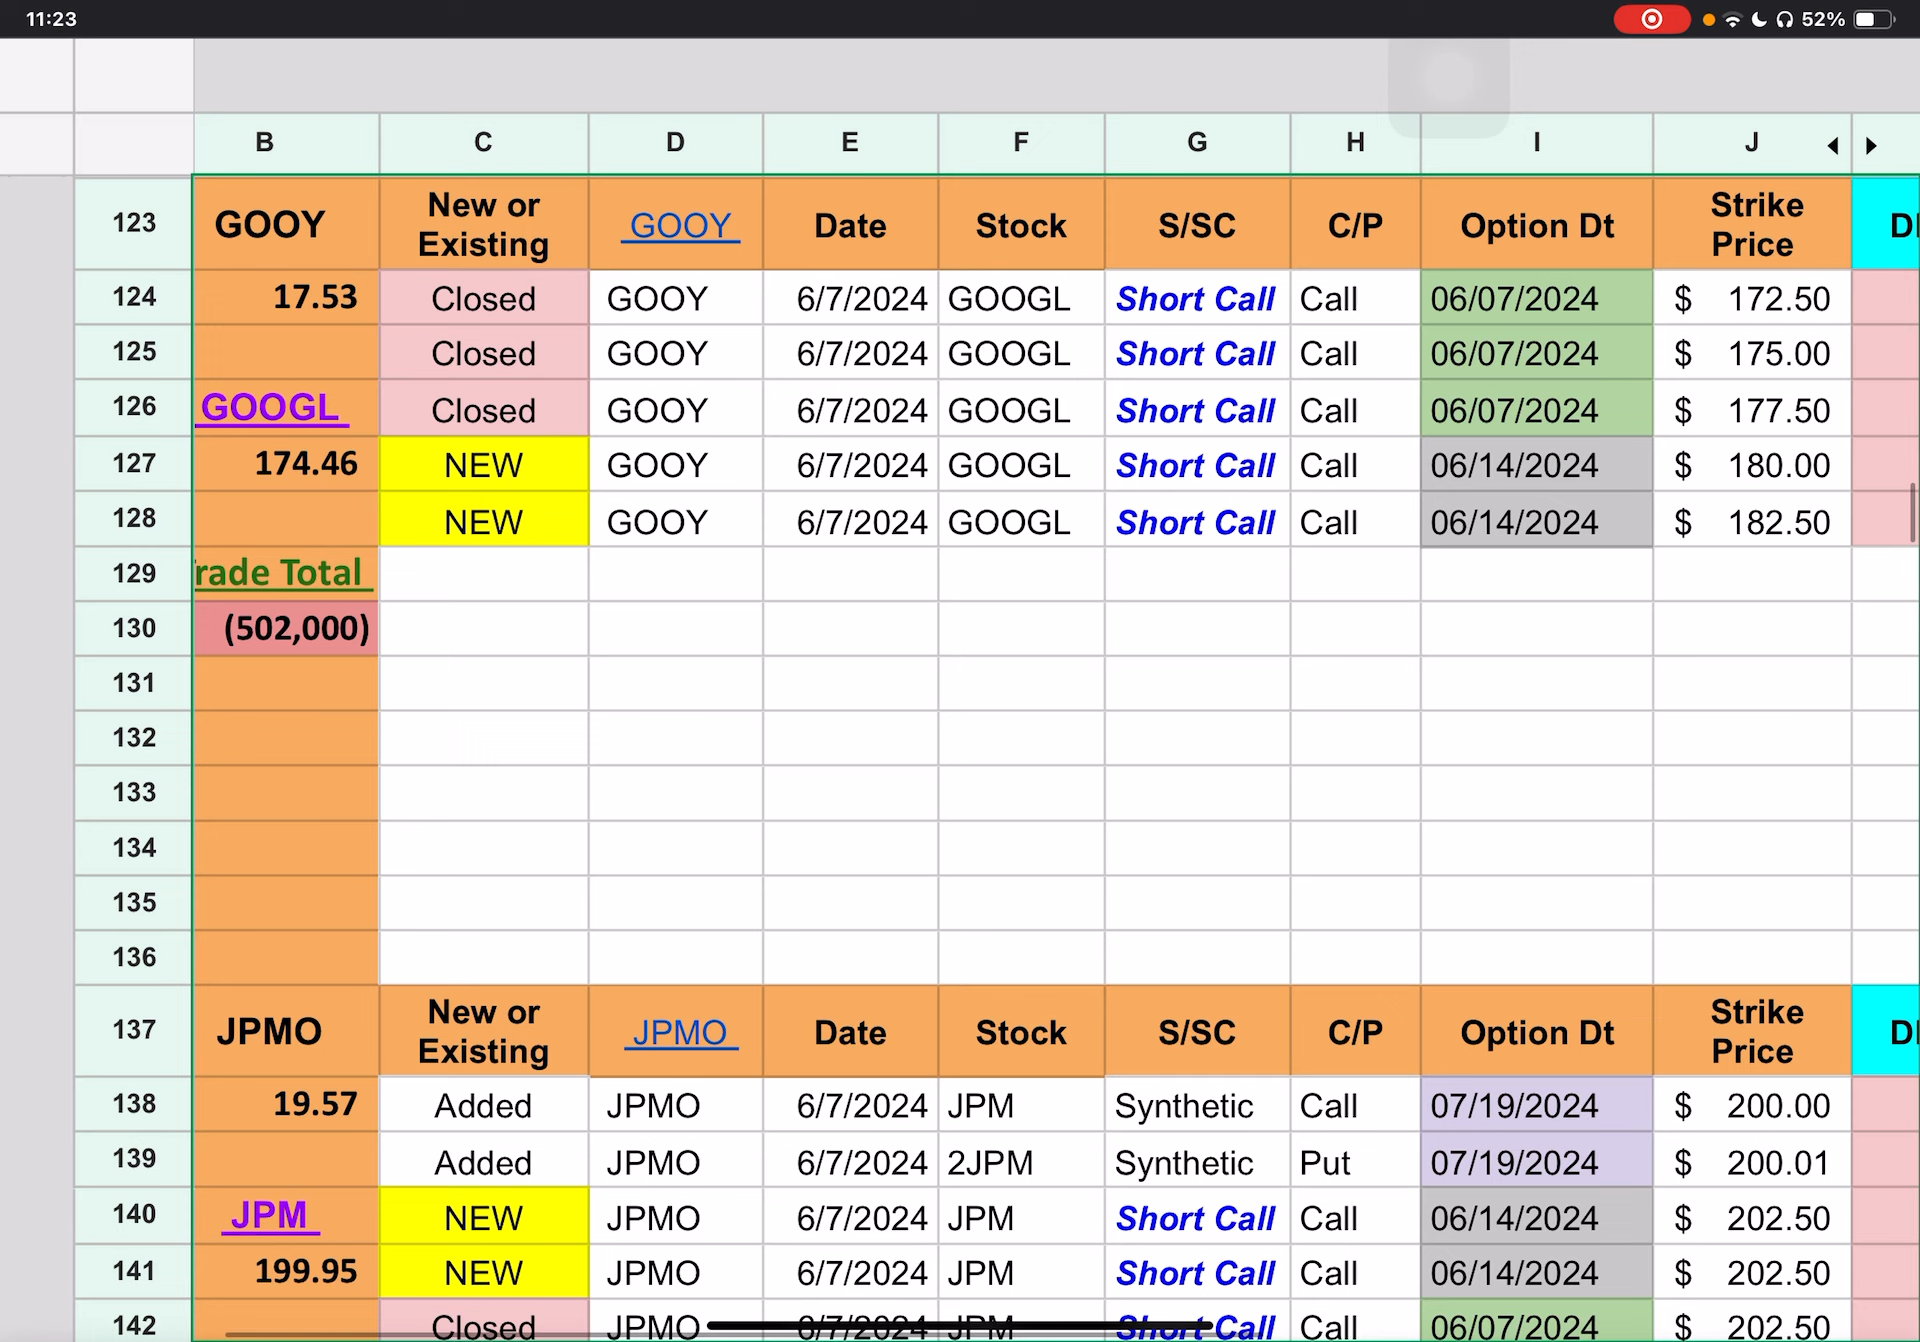 11:23
52%
B C D E F G H I J
123 GOOY New or Existing GOOY Date Stock S/SC C/P Option Dt Strike Price
124 17.53 Closed GOOY 6/7/2024 GOOGL Short Call Call 06/07/2024 $ 172.50
125 Closed GOOY 6/7/2024 GOOGL Short Call Call 06/07/2024 $ 175.00
126 GOOGL Closed GOOY 6/7/2024 GOOGL Short Call Call 06/07/2024 $ 177.50
127 174.46 NEW GOOY 6/7/2024 GOOGL Short Call Call 06/14/2024 $ 180.00
128 NEW GOOY 6/7/2024 GOOGL Short Call Call 06/14/2024 $ 182.50
129 rade Total
130 (502,000)
131
132
133
134
135
136
137 JPMO New or Existing JPMO Date Stock S/SC C/P Option Dt Strike Price
138 19.57 Added JPMO 6/7/2024 JPM Synthetic Call 07/19/2024 $ 200.00
139 Added JPMO 6/7/2024 2JPM Synthetic Put 07/19/2024 $ 200.01
140 JPM NEW JPMO 6/7/2024 JPM Short Call Call 06/14/2024 $ 202.50
141 199.95 NEW JPMO 6/7/2024 JPM Short Call Call 06/14/2024 $ 202.50
142 Closed JPMO 6/7/2024 JPM Short Call Call 06/07/2024 $ 202.50